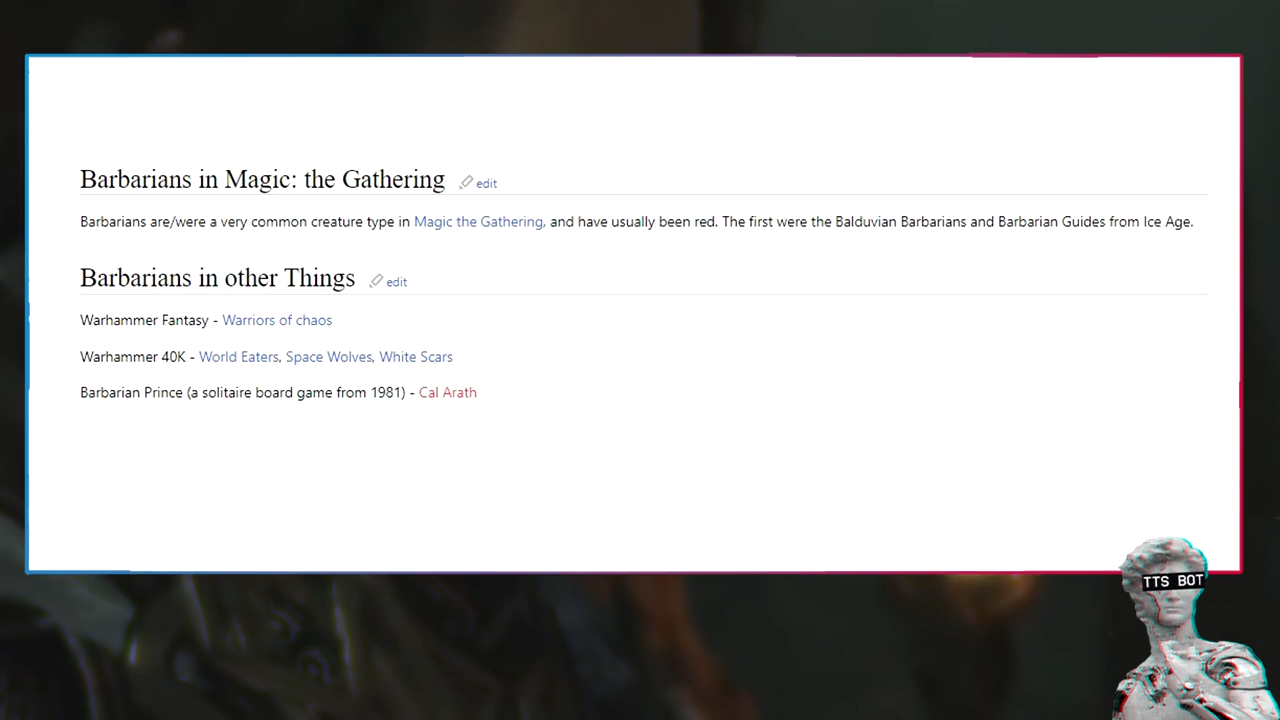 Barbarians in Magic: the Gathering edit
Barbarians are/were a very common creature type in Magic the Gathering, and have usually been red. The first were the Balduvian Barbarians and Barbarian Guides from Ice Age.
Barbarians in other Things edit
Warhammer Fantasy - Warriors of chaos
Warhammer 40K - World Eaters, Space Wolves, White Scars
Barbarian Prince (a solitaire board game from 1981) - Cal Arath
TTS BOT